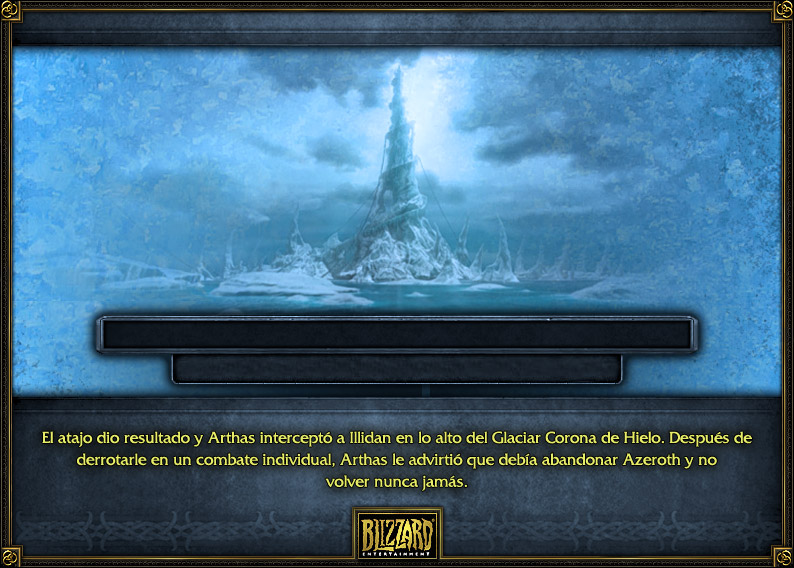 El atajo dio resultado y Arthas interceptó a Illidan en lo alto del Glaciar Corona de Hielo. Después de
derrotarle en un combate individual, Arthas le advirtió que debía abandonar Azeroth y no
volver nunca jamás.
BLIZZARD
ENTERTAINMENT